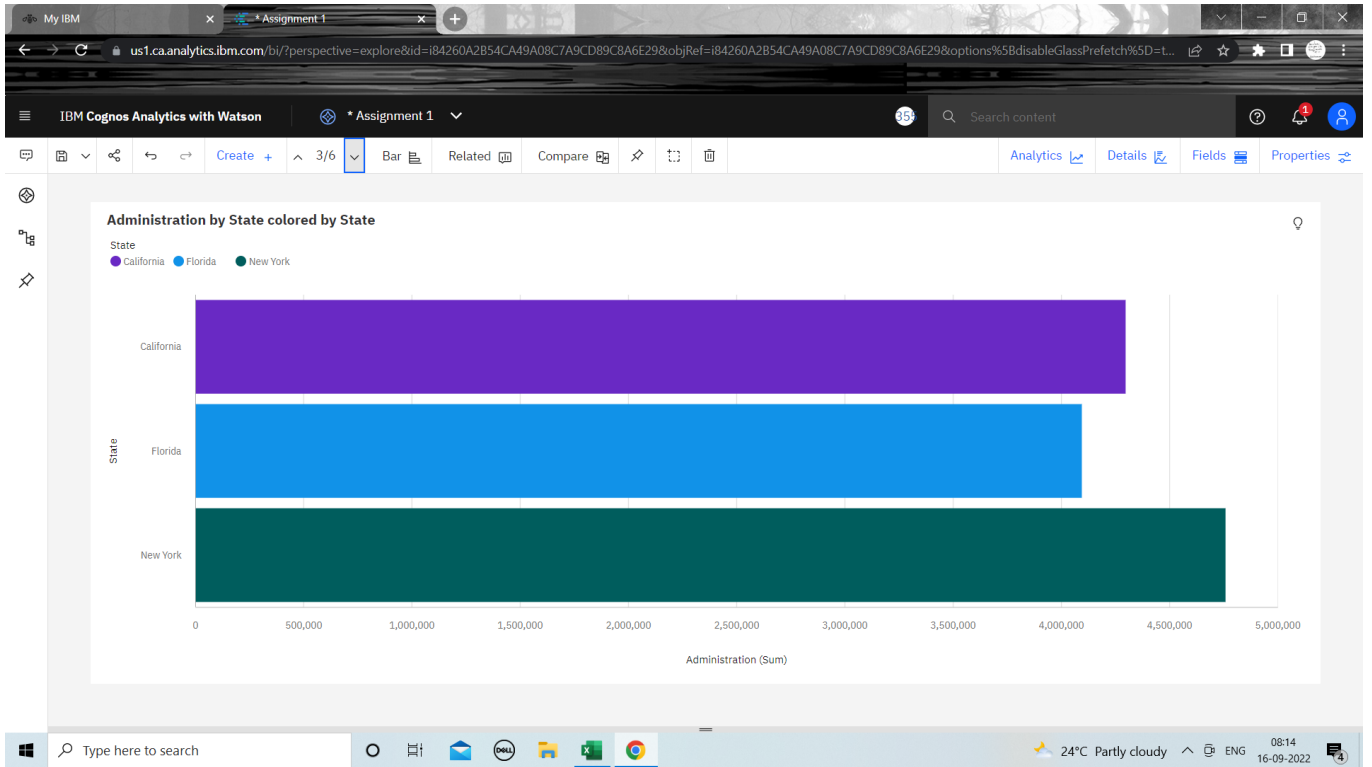 My IBM
* Assignment 1
us1.ca.analytics.ibm.com/bi/?perspective=explore&id=i84260A2B54CA49A08C7A9CD89C8A6E29&objRef=i84260A2B54CA49A08C7A9CD89C8A6E29&options%5BdisableGlassPrefetch%5D=t...
IBM Cognos Analytics with Watson
* Assignment 1
Search content
1
Create + 3/6 Bar Related Compare Analytics Details Fields Properties
Administration by State colored by State
State
California Florida New York
California
Florida
New York
State
0 500,000 1,000,000 1,500,000 2,000,000 2,500,000 3,000,000 3,500,000 4,000,000 4,500,000 5,000,000
Administration (Sum)
Type here to search
DELL
24°C Partly cloudy
ENG
08:14
16-09-2022
4